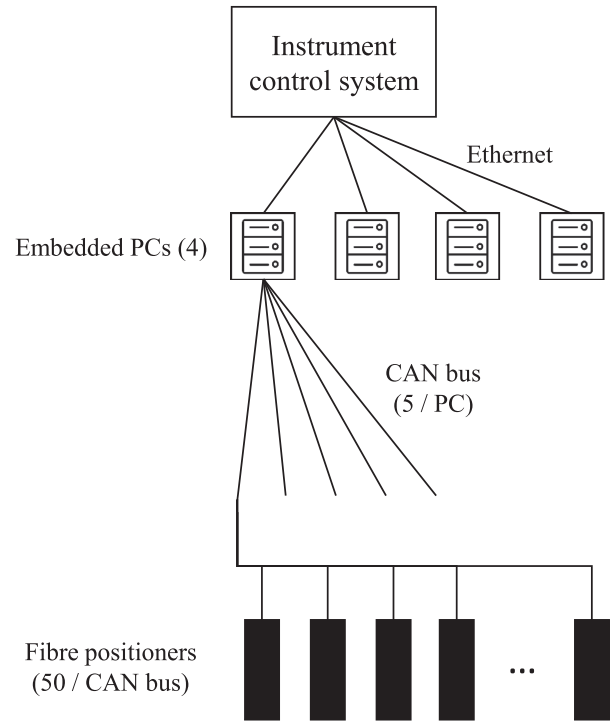 Instrument
control system
Ethernet
Embedded PCs (4)
CAN bus
(5 / PC)
Fibre positioners
(50 / CAN bus)
...